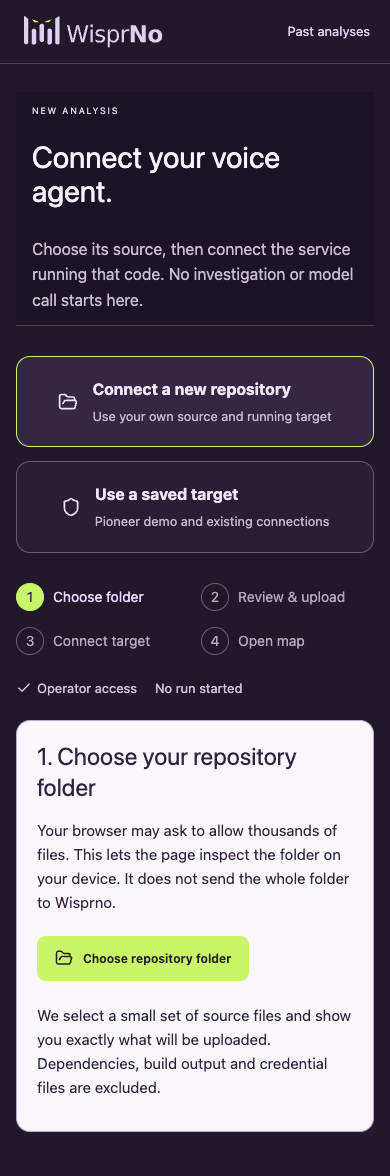 WisprNo
Past analyses
NEW ANALYSIS
Connect your voice
agent.
Choose its source, then connect the service
running that code. No investigation or model
call starts here.
Connect a new repository
Use your own source and running target
Use a saved target
Pioneer demo and existing connections
1 Choose folder
2 Review & upload
3 Connect target
4 Open map
Operator access No run started
1. Choose your repository
folder
Your browser may ask to allow thousands of
files. This lets the page inspect the folder on
your device. It does not send the whole folder
to Wisprno.
Choose repository folder
We select a small set of source files and show
you exactly what will be uploaded.
Dependencies, build output and credential
files are excluded.